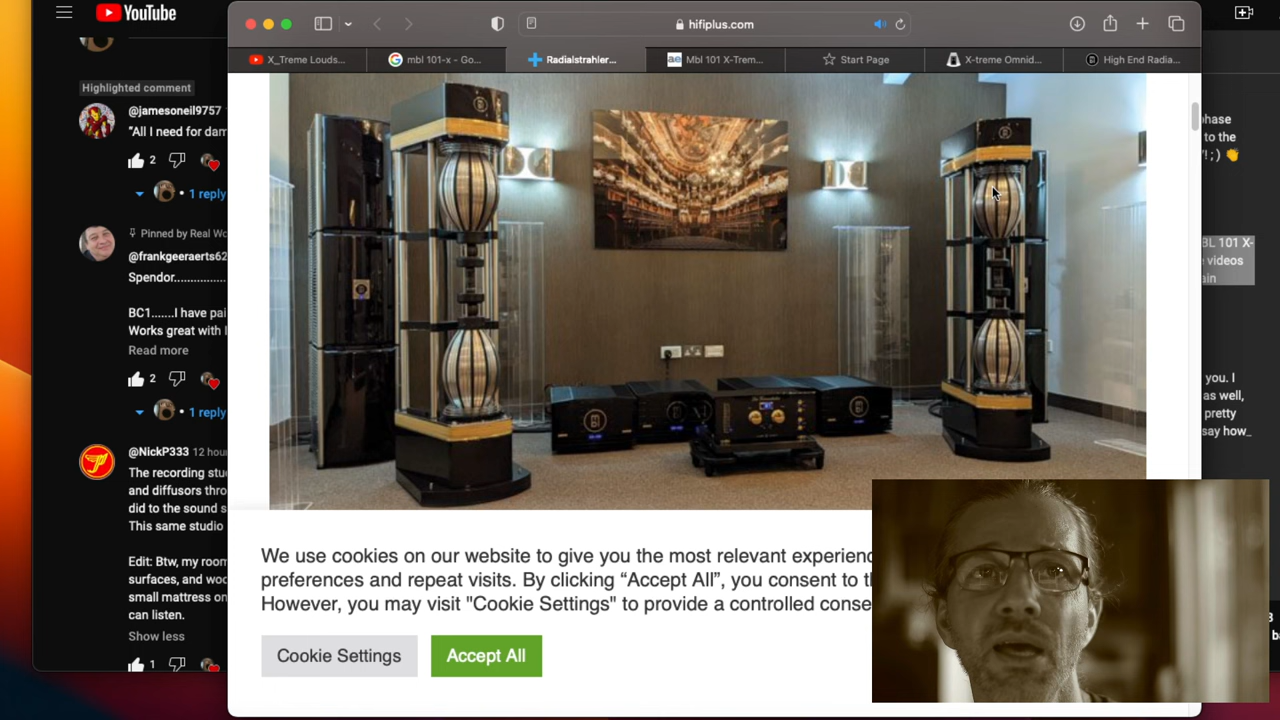 YouTube
hifiplus.com
X_Treme Louds...
mbl 101-x - Go...
Radialstrahler...
Mbl 101 X-Trem...
Start Page
X-treme Omnid...
High End Radia...
Highlighted comment
@jamesoneil9757
"All I need for dam
2
1 reply
Pinned by Real Wo
@frankgeeraerts62
Spendor...............
BC1.......I have pai
Works great with
Read more
2
1 reply
@NickP333 12 hour
The recording stu
and diffusors thro
did to the sound s
This same studio
Edit: Btw, my room
surfaces, and woo
small mattress on
can listen.
Show less
1
phase
to the
'!;) 👏
BL 101 X-
videos
ain
you. I
as well,
pretty
say how_
We use cookies on our website to give you the most relevant experienc
preferences and repeat visits. By clicking “Accept All”, you consent to t
However, you may visit "Cookie Settings" to provide a controlled conse
Cookie Settings
Accept All